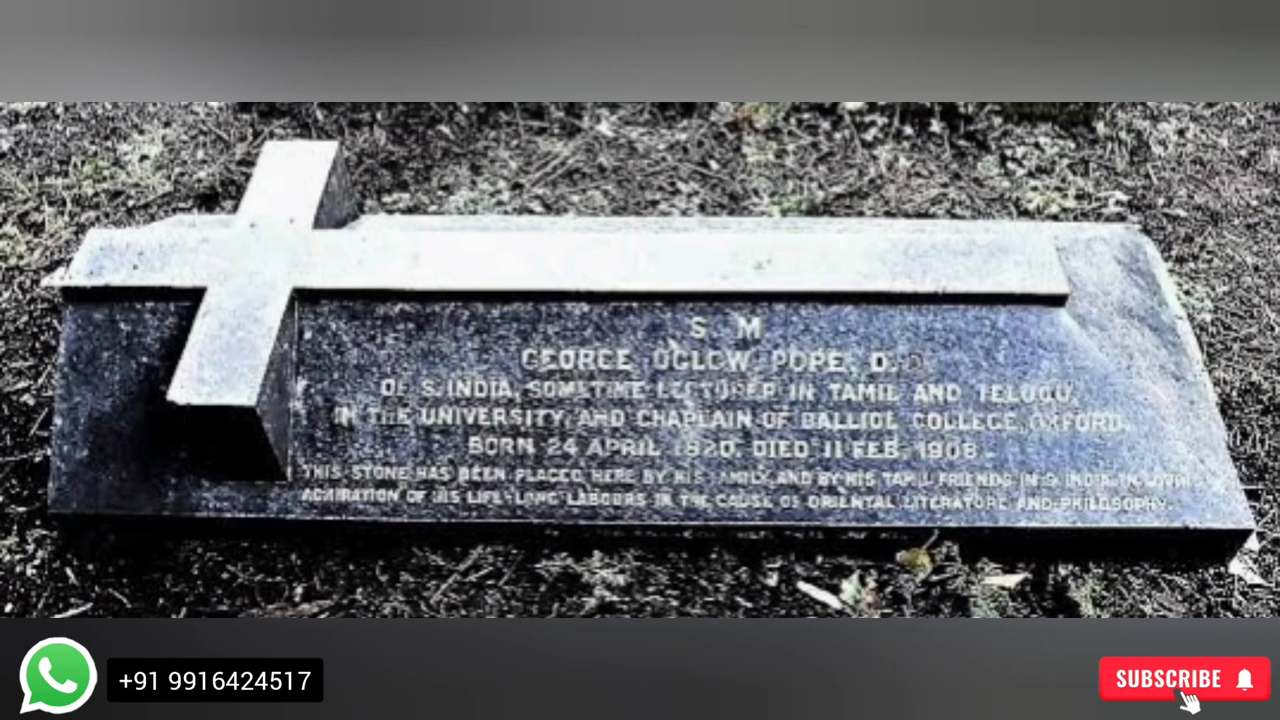 S M
GEORGE UGLOW POPE, D.D.
OF S. INDIA, SOMETIME LECTURER IN TAMIL AND TELUGU,
IN THE UNIVERSITY, AND CHAPLAIN OF BALLIOL COLLEGE, OXFORD.
BORN 24 APRIL 1820. DIED 11 FEB. 1908.
THIS STONE HAS BEEN PLACED HERE BY HIS FAMILY, AND BY HIS TAMIL FRIENDS IN S. INDIA, IN LOVING
ADMIRATION OF HIS LIFE-LONG LABOURS IN THE CAUSE OF ORIENTAL LITERATURE AND PHILOSOPHY.
+91 9916424517
SUBSCRIBE